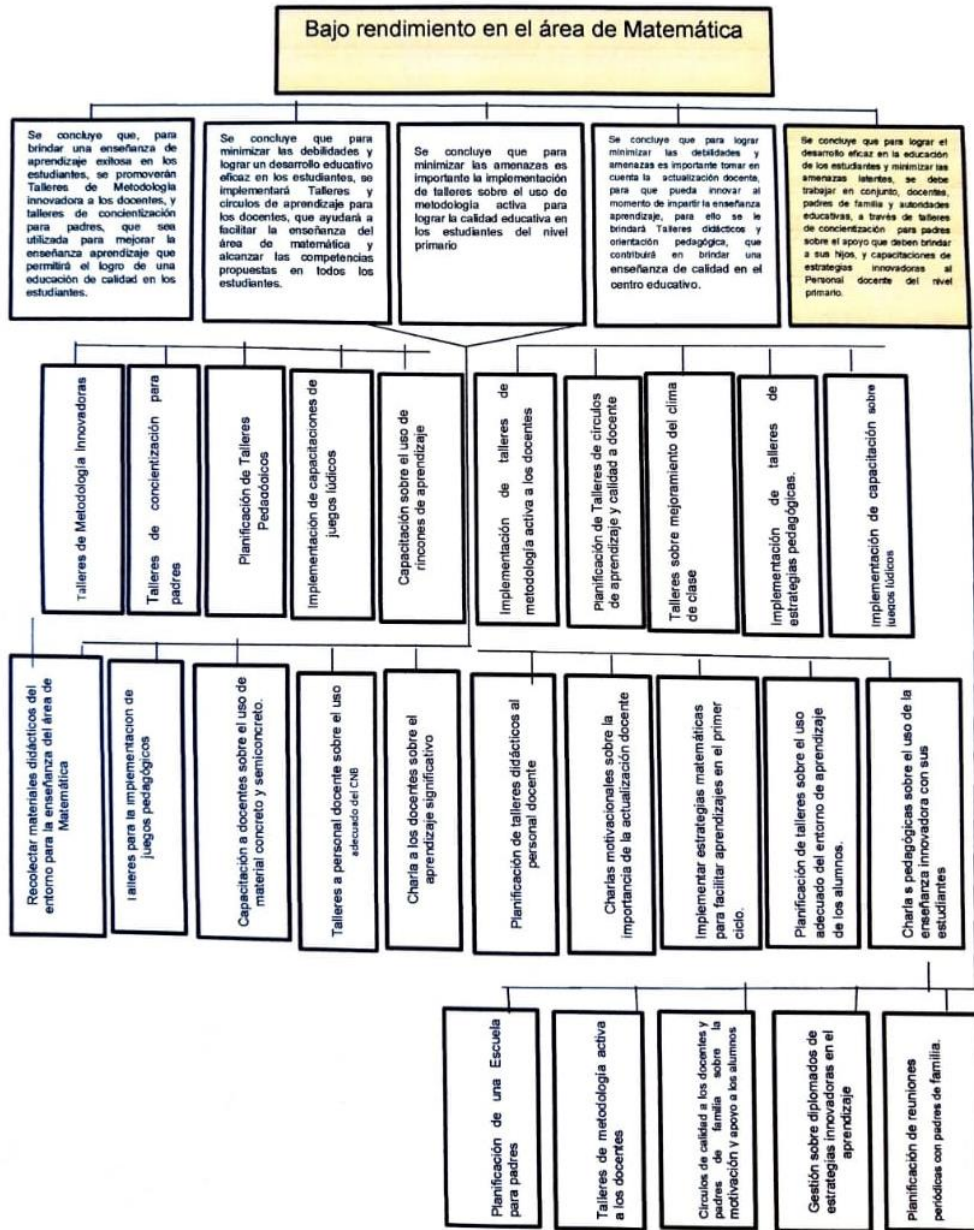 Bajo rendimiento en el área de Matemática
Se concluye que, para
brindar una enseñanza de
aprendizaje exitosa en los
estudiantes, se promoverán
Talleres de Metodología
innovadora a los docentes, y
talleres de concientización
para padres, que sea
utilizada para mejorar la
enseñanza aprendizaje que
permitirá el logro de una
educación de calidad en los
estudiantes.
Se concluye que para
minimizar las debilidades y
lograr un desarrollo educativo
eficaz en los estudiantes, se
implementará Talleres y
círculos de aprendizaje para
los docentes, que ayudará a
facilitar la enseñanza del
área de matemática y
alcanzar las competencias
propuestas en todos los
estudiantes.
Se concluye que para
minimizar las amenazas es
importante la implementación
de talleres sobre el uso de
metodología activa para
lograr la calidad educativa en
los estudiantes del nivel
primario
Se concluye que para lograr
minimizar las debilidades y
amenazas es importante tomar en
cuenta la actualización docente,
para que pueda innovar al
momento de impartir la enseñanza
aprendizaje, para ello se le
brindará Talleres didácticos y
orientación pedagógica, que
contribuirá en brindar una
enseñanza de calidad en el
centro educativo.
Se concluye que para lograr el
desarrollo eficaz en la educación
de los estudiantes y minimizar las
amenazas latentes, se debe
trabajar en conjunto, docentes,
padres de familia y autoridades
educativas, a través de talleres
de concientización para padres
sobre el apoyo que deben brindar
a sus hijos, y capacitaciones de
estrategias innovadoras al
Personal docente del nivel
primario.
Talleres de Metodología Innovadoras
Talleres de concientización para
padres
Planificación de Talleres
Pedagógicos
Implementación de capacitaciones de
juegos lúdicos
Capacitación sobre el uso de
rincones de aprendizaje
Implementación de talleres de
metodología activa a los docentes
Planificación de Talleres de círculos
de aprendizaje y calidad a docente
Talleres sobre mejoramiento del clima
de clase
Implementación de talleres de
estrategias pedagógicas.
Implementación de capacitación sobre
juegos lúdicos
Recolectar materiales didácticos del
entorno para la enseñanza del área de
Matemática
Talleres para la implementacion de
juegos pedagógicos
Capacitación a docentes sobre el uso de
material concreto y semiconcreto.
Talleres a personal docente sobre el uso
adecuado del CNB
Charla a los docentes sobre el
aprendizaje significativo
Planificación de talleres didácticos al
personal docente
Charlas motivacionales sobre la
importancia de la actualización docente
Implementar estrategias matemáticas
para facilitar aprendizajes en el primer
ciclo.
Planificación de talleres sobre el uso
adecuado del entorno de aprendizaje
de los alumnos.
Charla s pedagógicas sobre el uso de la
enseñanza innovadora con sus
estudiantes
Planificación de una Escuela
para padres
Talleres de metodología activa
a los docentes
Círculos de calidad a los docentes y
padres de familia sobre la
motivación y apoyo a los alumnos
Gestión sobre diplomados de
estrategias innovadoras en el
aprendizaje
Planificación de reuniones
periódicas con padres de familia.